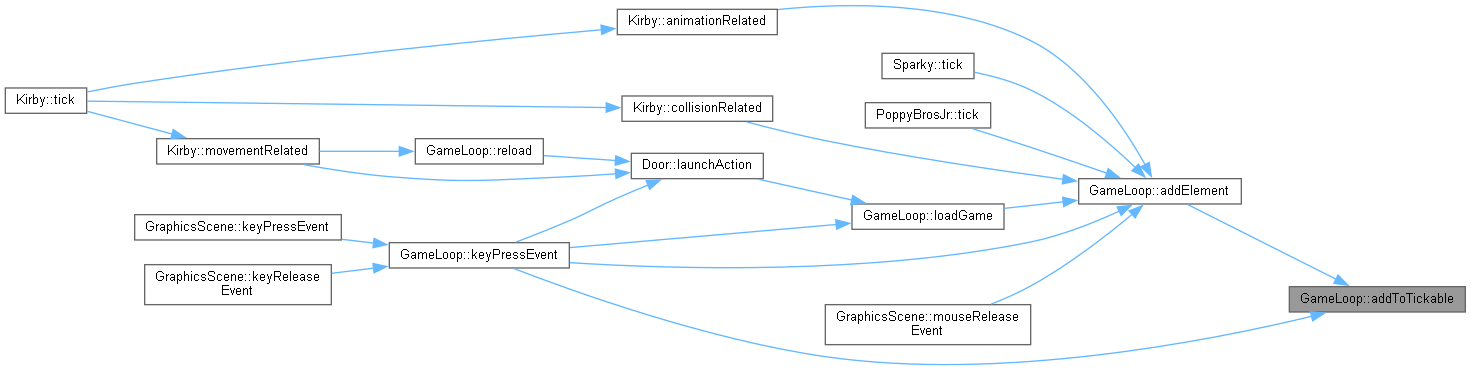 Kirby::animationRelated
Sparky::tick
Kirby::tick
Kirby::collisionRelated
PoppyBrosJr::tick
Kirby::movementRelated
GameLoop::reload
Door::launchAction
GameLoop::addElement
GameLoop::loadGame
GraphicsScene::keyPressEvent
GameLoop::keyPressEvent
GraphicsScene::keyRelease
Event
GraphicsScene::mouseRelease
Event
GameLoop::addToTickable